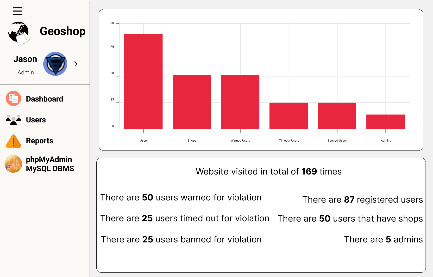 Geoshop
Jason
Admin
Dashboard
Users
Reports
phpMyAdmin
MySQL DBMS
Website visited in total of 169 times
There are 50 users warned for violation
There are 87 registered users
There are 25 users timed out for violation
There are 50 users that have shops
There are 25 users banned for violation
There are 5 admins